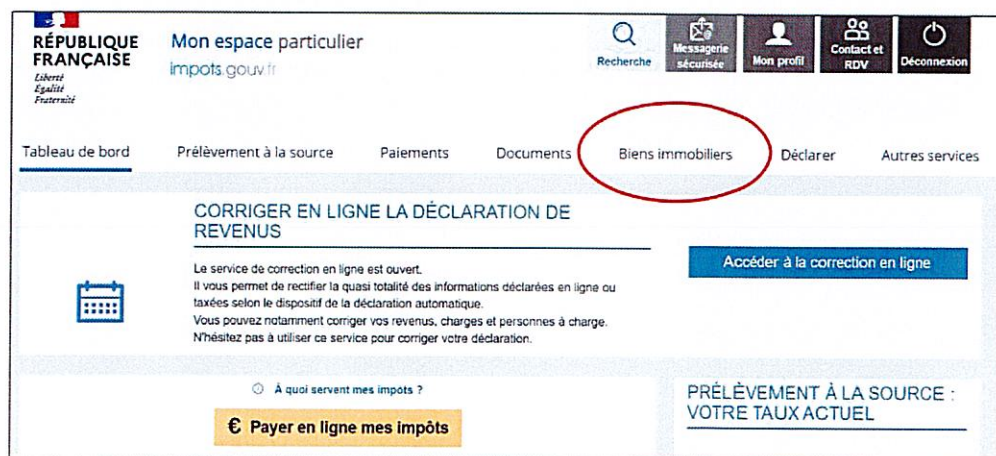 RÉPUBLIQUE
FRANÇAISE
Liberté
Égalité
Fraternité
Mon espace particulier
impots.gouv.fr
Recherche
Messagerie
sécurisée
Mon profil
Contact et
RDV
Déconnexion
Tableau de bord
Prélèvement à la source
Paiements
Documents
Biens immobiliers
Déclarer
Autres services
CORRIGER EN LIGNE LA DÉCLARATION DE
REVENUS
Le service de correction en ligne est ouvert.
Il vous permet de rectifier la quasi totalité des informations déclarées en ligne ou
taxées selon le dispositif de la déclaration automatique.
Vous pouvez notamment corriger vos revenus, charges et personnes à charge.
N'hésitez pas à utiliser ce service pour corriger votre déclaration.
Accéder à la correction en ligne
À quoi servent mes impôts ?
€ Payer en ligne mes impôts
PRÉLÈVEMENT À LA SOURCE :
VOTRE TAUX ACTUEL